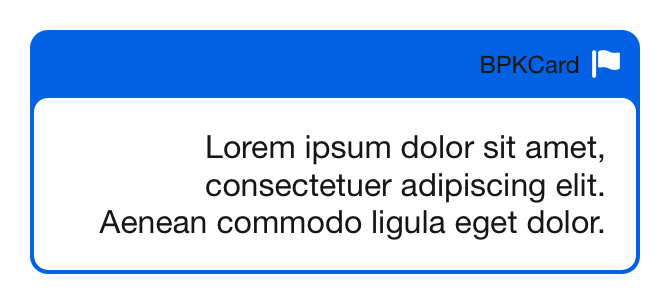 BPKCard
Lorem ipsum dolor sit amet,
consectetuer adipiscing elit.
Aenean commodo ligula eget dolor.